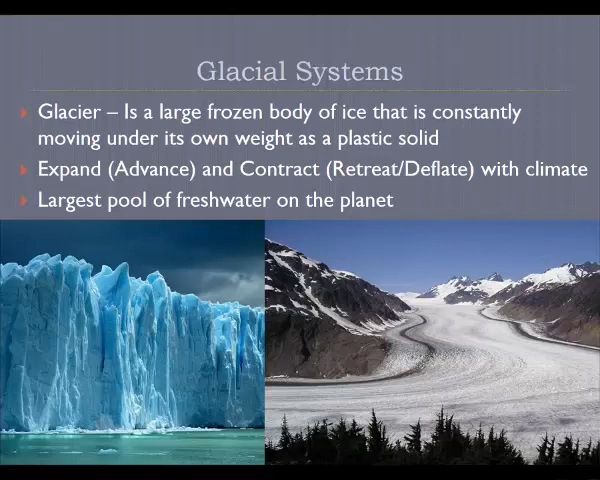 Glacial Systems
Glacier – Is a large frozen body of ice that is constantly
moving under its own weight as a plastic solid
Expand (Advance) and Contract (Retreat/Deflate) with climate
Largest pool of freshwater on the planet